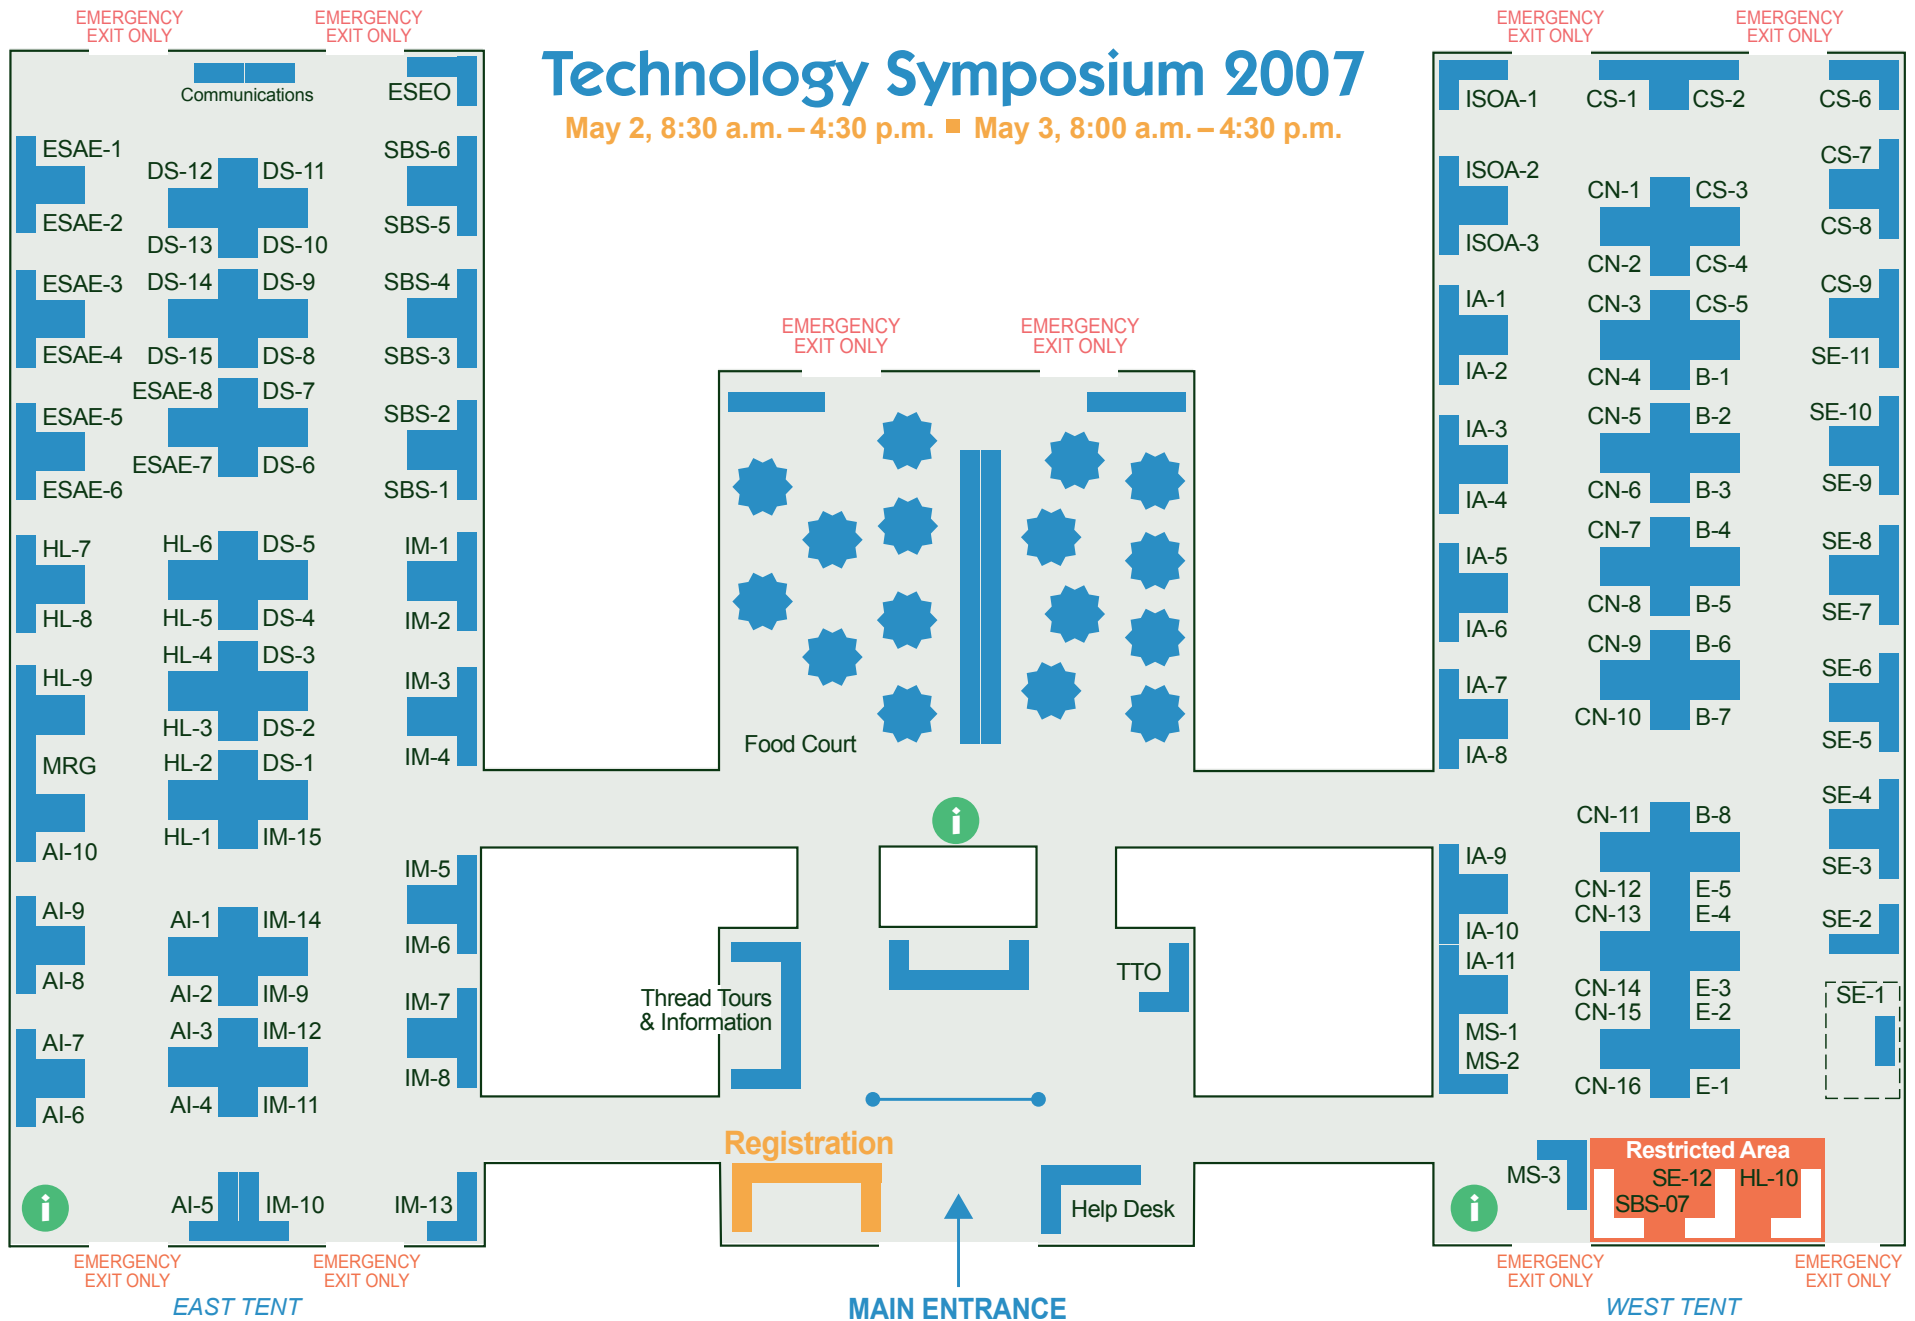 EMERGENCY
EXIT ONLY
EMERGENCY
EXIT ONLY
EMERGENCY
EXIT ONLY
EMERGENCY
EXIT ONLY
Technology Symposium 2007
May 2, 8:30 a.m. – 4:30 p.m. ■ May 3, 8:00 a.m. – 4:30 p.m.
Communications
ESEO
ESAE-1
ESAE-2
ESAE-3
ESAE-4
ESAE-5
ESAE-6
HL-7
HL-8
HL-9
MRG
AI-10
AI-9
AI-8
AI-7
AI-6
DS-12 DS-11
DS-13 DS-10
DS-14 DS-9
DS-15 DS-8
ESAE-8 DS-7
ESAE-7 DS-6
HL-6 DS-5
HL-5 DS-4
HL-4 DS-3
HL-3 DS-2
HL-2 DS-1
HL-1 IM-15
AI-1 IM-14
AI-2 IM-9
AI-3 IM-12
AI-4 IM-11
AI-5 IM-10
SBS-6
SBS-5
SBS-4
SBS-3
SBS-2
SBS-1
IM-1
IM-2
IM-3
IM-4
IM-5
IM-6
IM-7
IM-8
IM-13
i
EMERGENCY
EXIT ONLY
EMERGENCY
EXIT ONLY
EAST TENT
EMERGENCY
EXIT ONLY
EMERGENCY
EXIT ONLY
Food Court
i
Thread Tours
& Information
TTO
Registration
Help Desk
MAIN ENTRANCE
ISOA-1
ISOA-2
ISOA-3
IA-1
IA-2
IA-3
IA-4
IA-5
IA-6
IA-7
IA-8
IA-9
IA-10
IA-11
MS-1
MS-2
MS-3
CS-1 CS-2
CN-1 CS-3
CN-2 CS-4
CN-3 CS-5
CN-4 B-1
CN-5 B-2
CN-6 B-3
CN-7 B-4
CN-8 B-5
CN-9 B-6
CN-10 B-7
CN-11 B-8
CN-12 E-5
CN-13 E-4
CN-14 E-3
CN-15 E-2
CN-16 E-1
CS-6
CS-7
CS-8
CS-9
SE-11
SE-10
SE-9
SE-8
SE-7
SE-6
SE-5
SE-4
SE-3
SE-2
SE-1
Restricted Area
SE-12 HL-10
SBS-07
i
EMERGENCY
EXIT ONLY
EMERGENCY
EXIT ONLY
WEST TENT